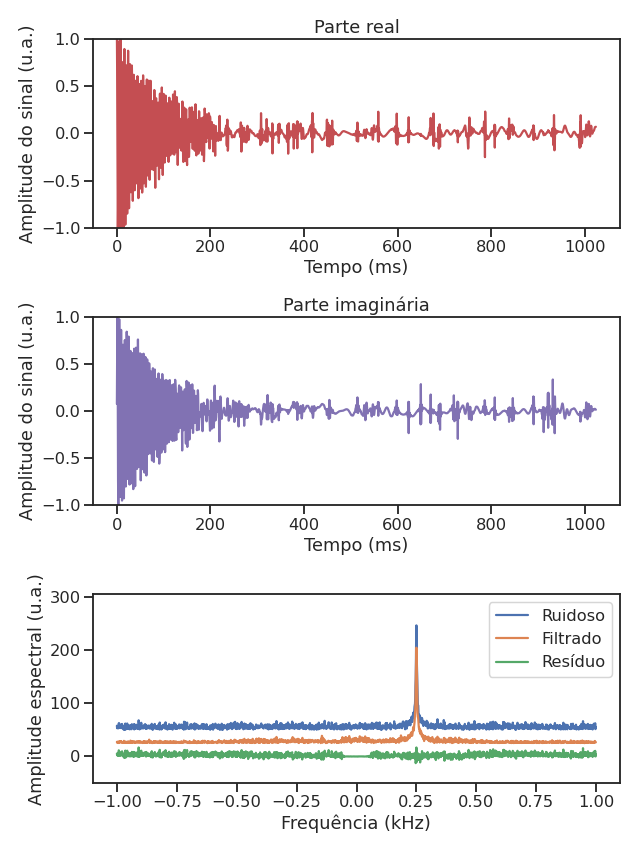 Parte real
Amplitude do sinal (u.a.)
1.0
0.5
0.0
−0.5
−1.0
0 200 400 600 800 1000
Tempo (ms)
Parte imaginária
Amplitude do sinal (u.a.)
1.0
0.5
0.0
−0.5
−1.0
0 200 400 600 800 1000
Tempo (ms)
Amplitude espectral (u.a.)
300
200
100
0
Ruidoso
Filtrado
Resíduo
−1.00 −0.75 −0.50 −0.25 0.00 0.25 0.50 0.75 1.00
Frequência (kHz)